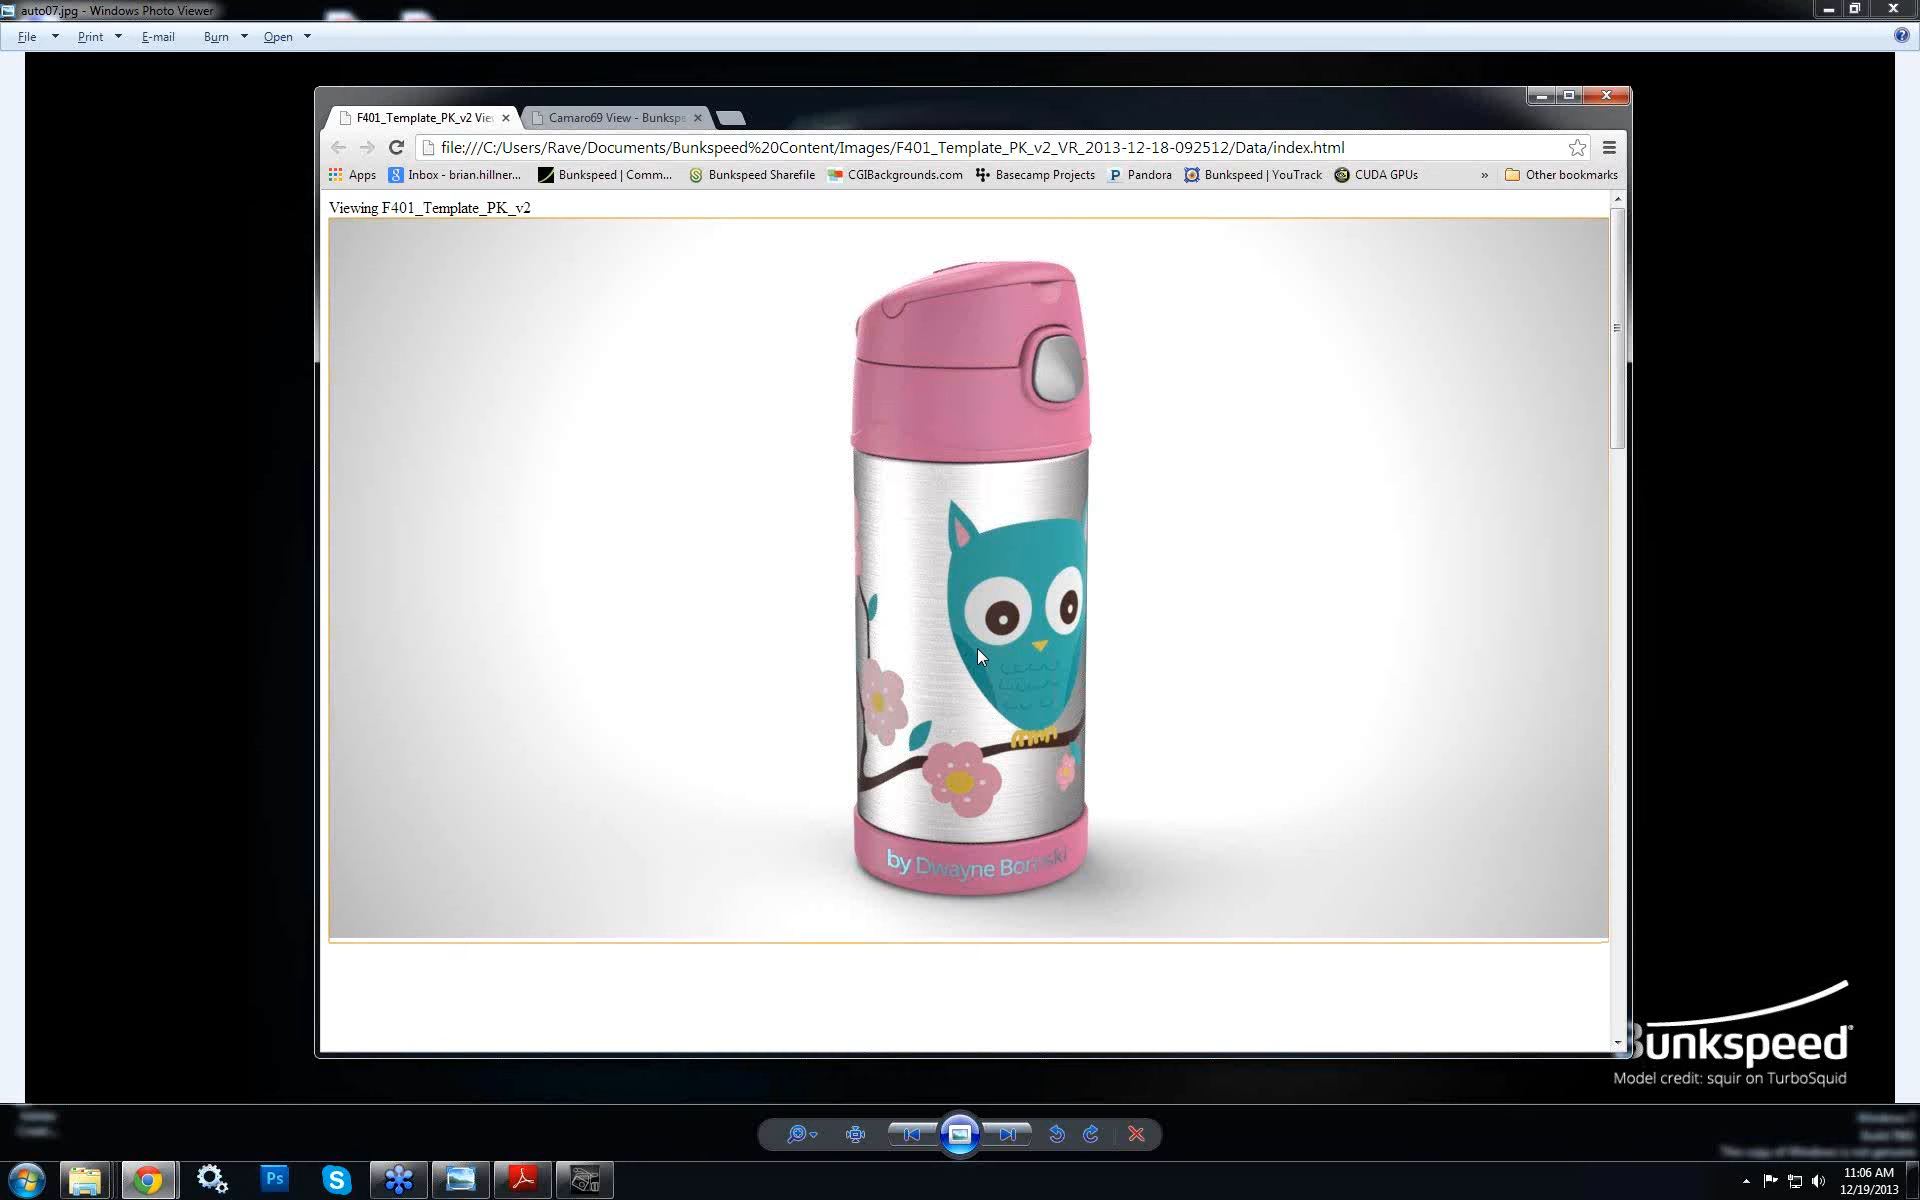 auto07.jpg - Windows Photo Viewer
File Print E-mail Burn Open
F401_Template_PK_v2 Vie
Camaro69 View - Bunkspe
file:///C:/Users/Rave/Documents/Bunkspeed%20Content/Images/F401_Template_PK_v2_VR_2013-12-18-092512/Data/index.html
Apps Inbox - brian.hillner... Bunkspeed | Comm... Bunkspeed Sharefile CGIBackgrounds.com Basecamp Projects Pandora Bunkspeed | YouTrack CUDA GPUs » Other bookmarks
Viewing F401_Template_PK_v2
by Dwayne
Bunkspeed®
Model credit: squir on TurboSquid
Ps
11:06 AM
12/19/2013